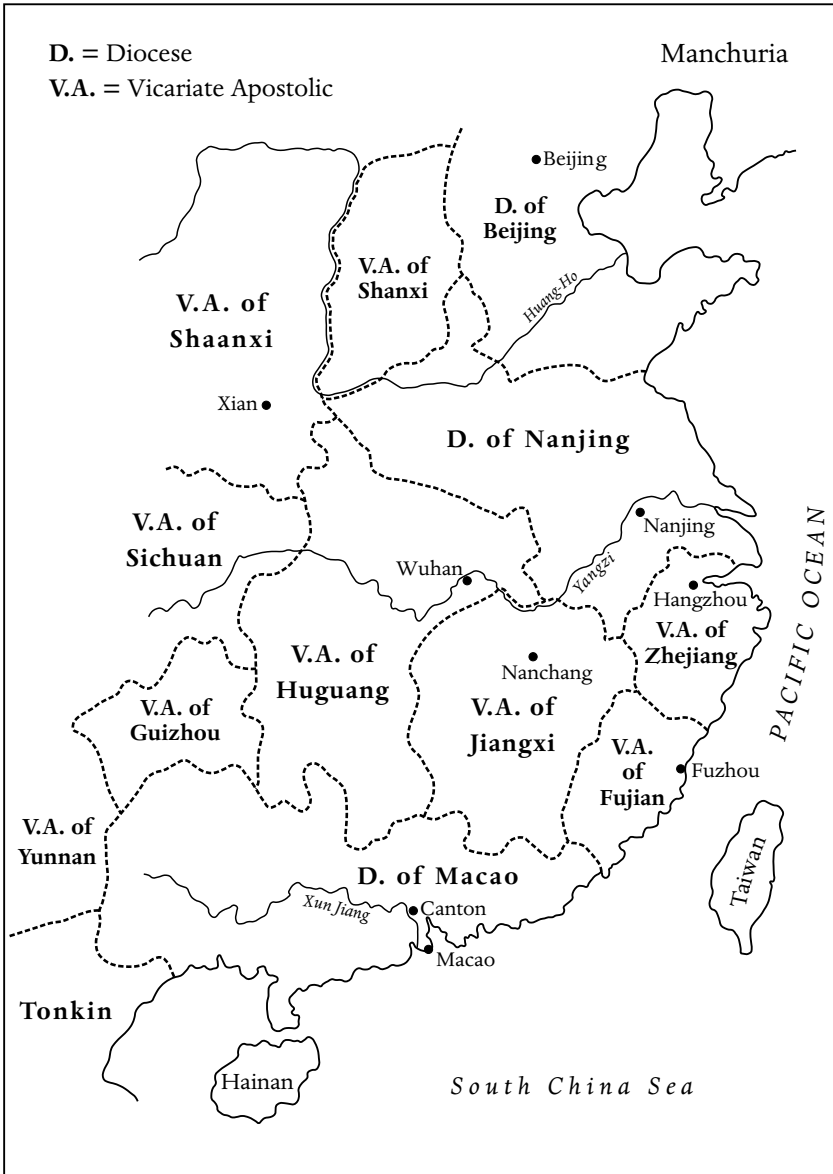 D. = Diocese
V.A. = Vicariate Apostolic
Manchuria
Beijing
D. of
Beijing
V.A. of
Shanxi
Huang-Ho
V.A. of
Shaanxi
Xian
D. of Nanjing
V.A. of
Sichuan
Nanjing
Yangzi
Wuhan
Hangzhou
V.A. of
Zhejiang
PACIFIC OCEAN
V.A. of
Huguang
Nanchang
V.A. of
Jiangxi
V.A. of
Guizhou
V.A.
of
Fujian
Fuzhou
V.A. of
Yunnan
Taiwan
D. of Macao
Xun Jiang
Canton
Macao
Tonkin
Hainan
South China Sea